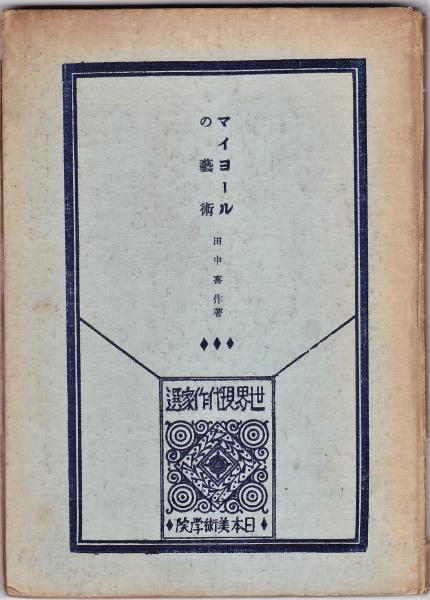 マイヨール
の藝術
田中喜作著
世界現代作家選
日本美術学院